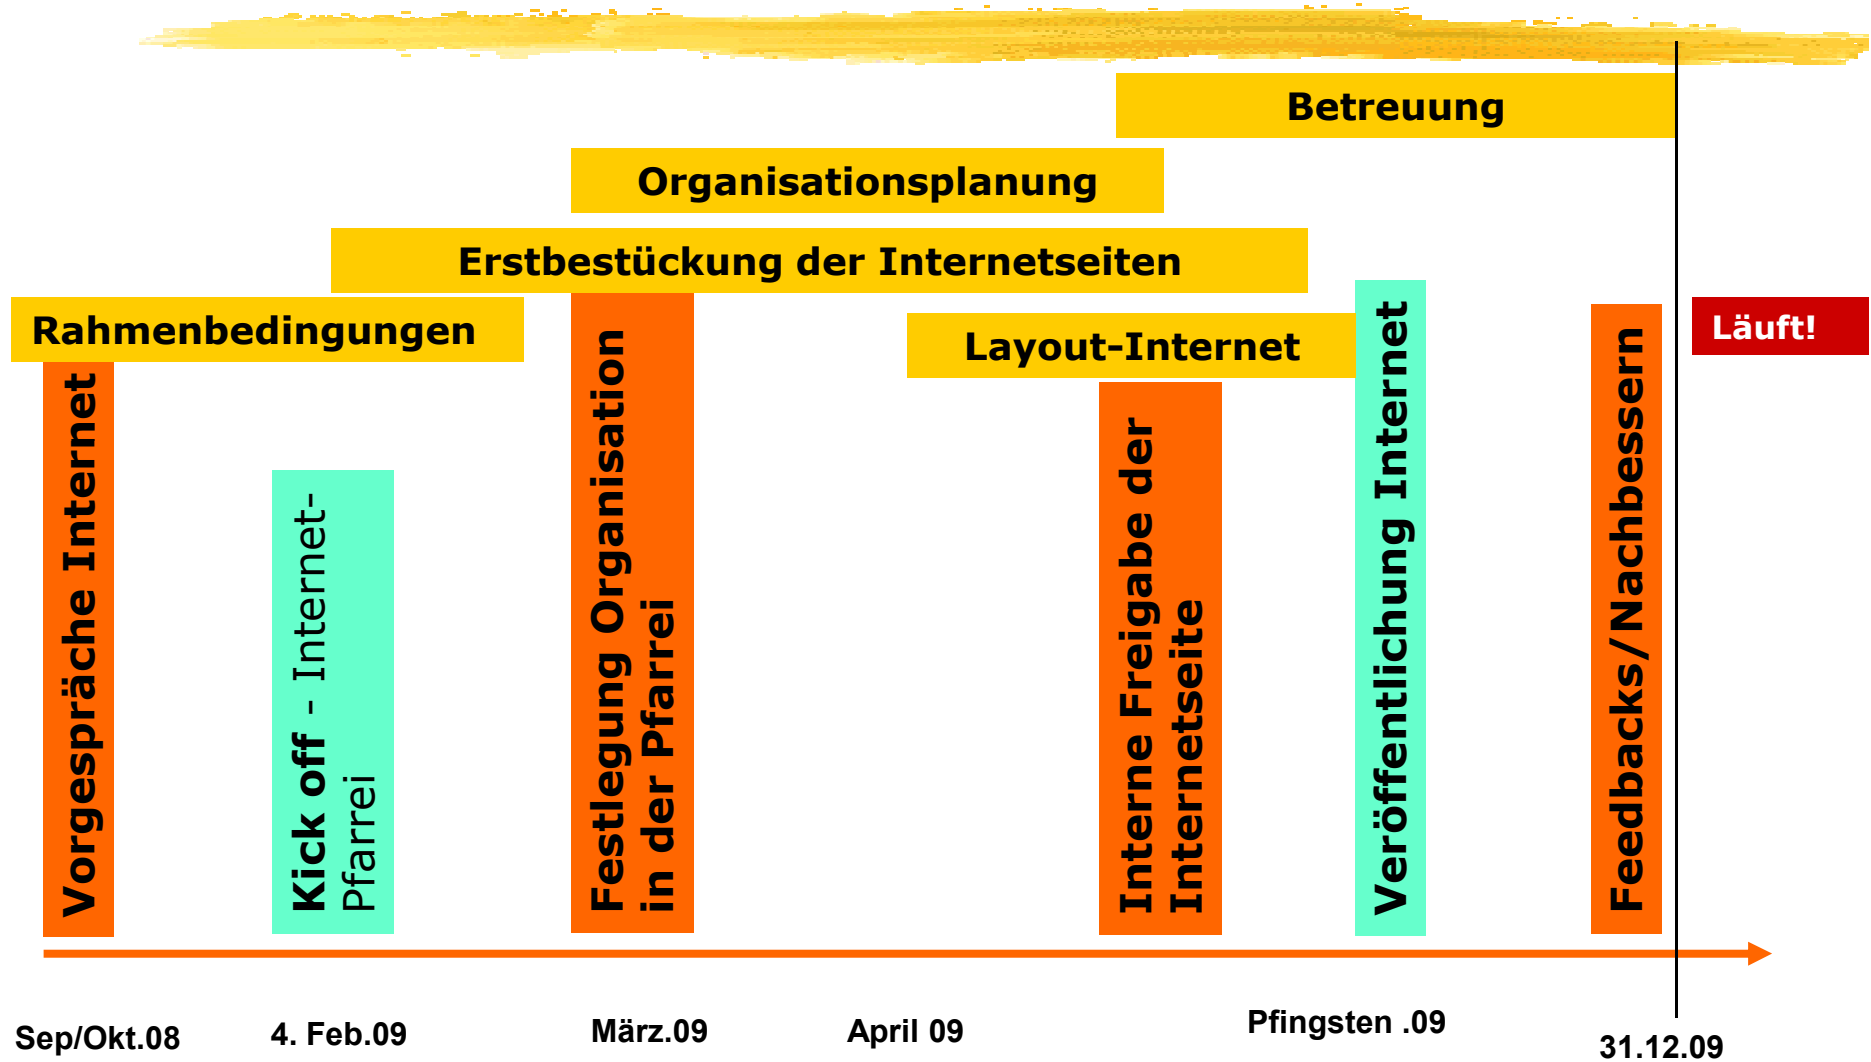 Betreuung
Organisationsplanung
Erstbestückung der Internetseiten
Rahmenbedingungen
Layout-Internet
Läuft!
Vorgespräche Internet
Kick off - Internet-
Pfarrei
Festlegung Organisation
in der Pfarrei
Interne Freigabe der
Internetseite
Veröffentlichung Internet
Feedbacks/Nachbessern
Sep/Okt.08
4. Feb.09
März.09
April 09
Pfingsten .09
31.12.09